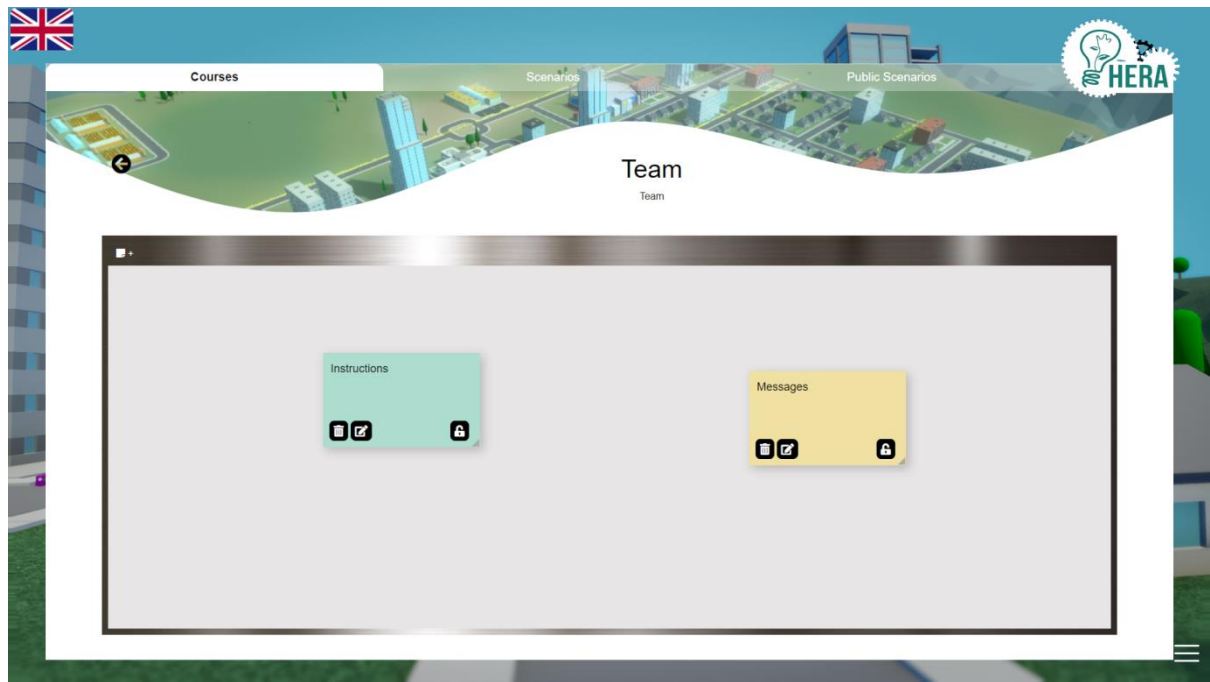 Courses
Scenarios
Public Scenarios
HERA
Team
Team
+
Instructions
Messages